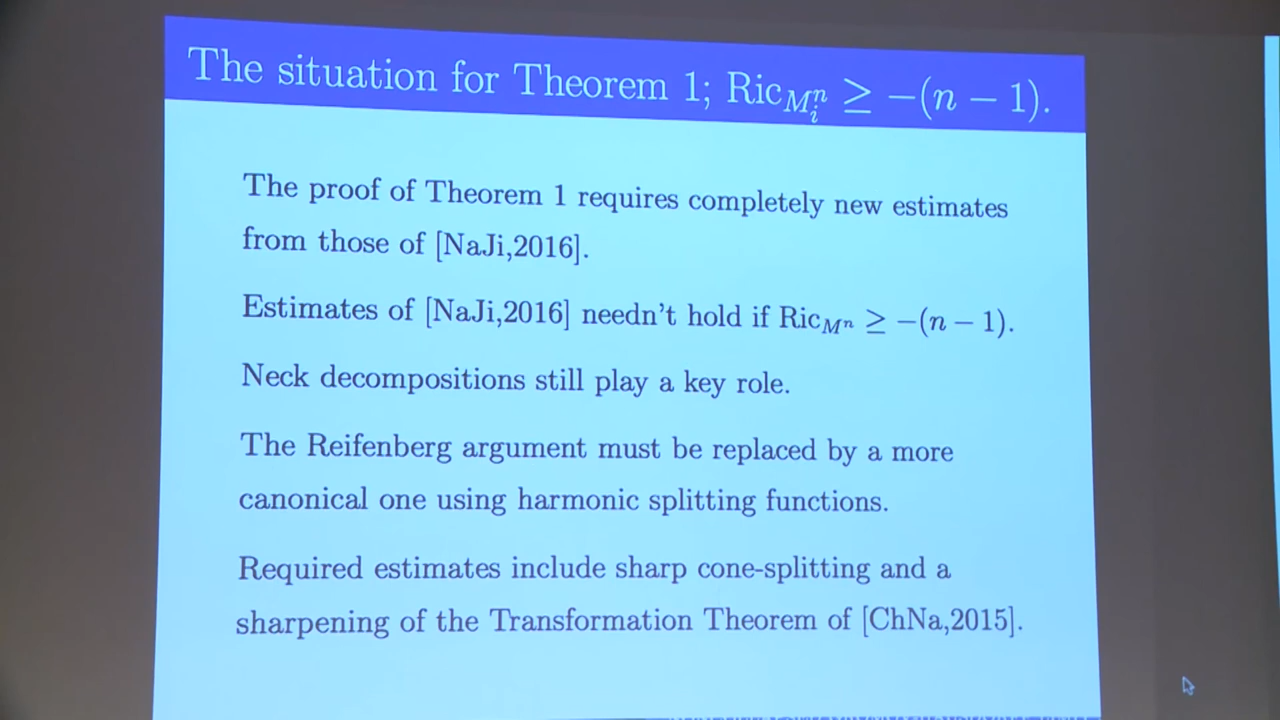 The situation for Theorem 1; Ric_{M_i^n} ≥ −(n − 1).
The proof of Theorem 1 requires completely new estimates
from those of [NaJi,2016].
Estimates of [NaJi,2016] needn't hold if Ric_{M^n} ≥ −(n − 1).
Neck decompositions still play a key role.
The Reifenberg argument must be replaced by a more
canonical one using harmonic splitting functions.
Required estimates include sharp cone-splitting and a
sharpening of the Transformation Theorem of [ChNa,2015].